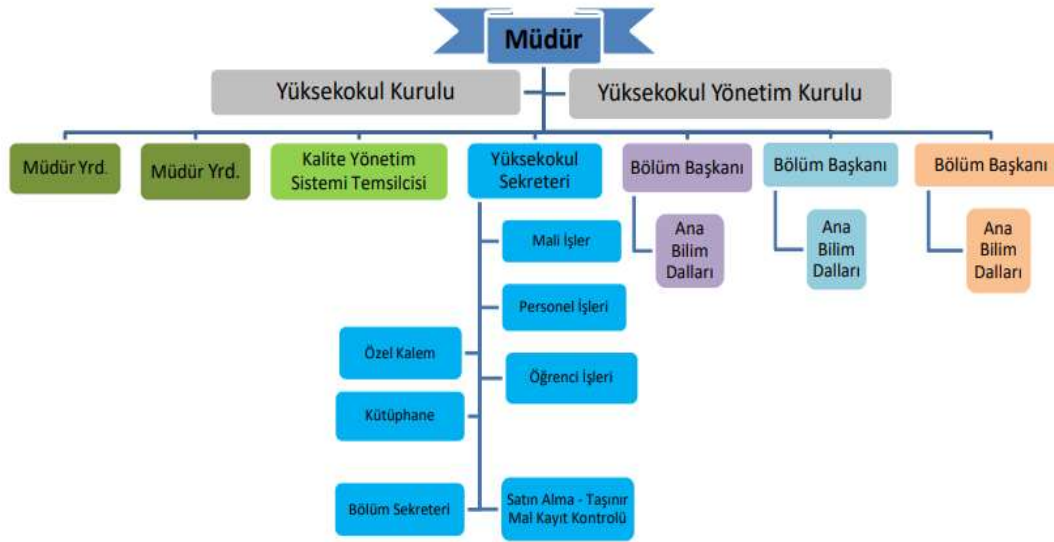 Müdür
Yüksekokul Kurulu
Yüksekokul Yönetim Kurulu
Müdür Yrd.
Müdür Yrd.
Kalite Yönetim
Sistemi Temsilcisi
Yüksekokul
Sekreteri
Bölüm Başkanı
Bölüm Başkanı
Bölüm Başkanı
Ana
Bilim
Dalları
Ana
Bilim
Dalları
Ana
Bilim
Dalları
Mali İşler
Personel İşleri
Özel Kalem
Öğrenci İşleri
Kütüphane
Bölüm Sekreteri
Satın Alma - Taşınır
Mal Kayıt Kontrolü